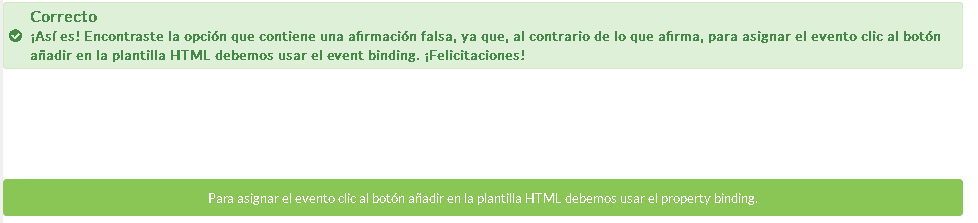 Correcto
¡Así es! Encontraste la opción que contiene una afirmación falsa, ya que, al contrario de lo que afirma, para asignar el evento clic al botón
añadir en la plantilla HTML debemos usar el event binding. ¡Felicitaciones!
Para asignar el evento clic al botón añadir en la plantilla HTML debemos usar el property binding.